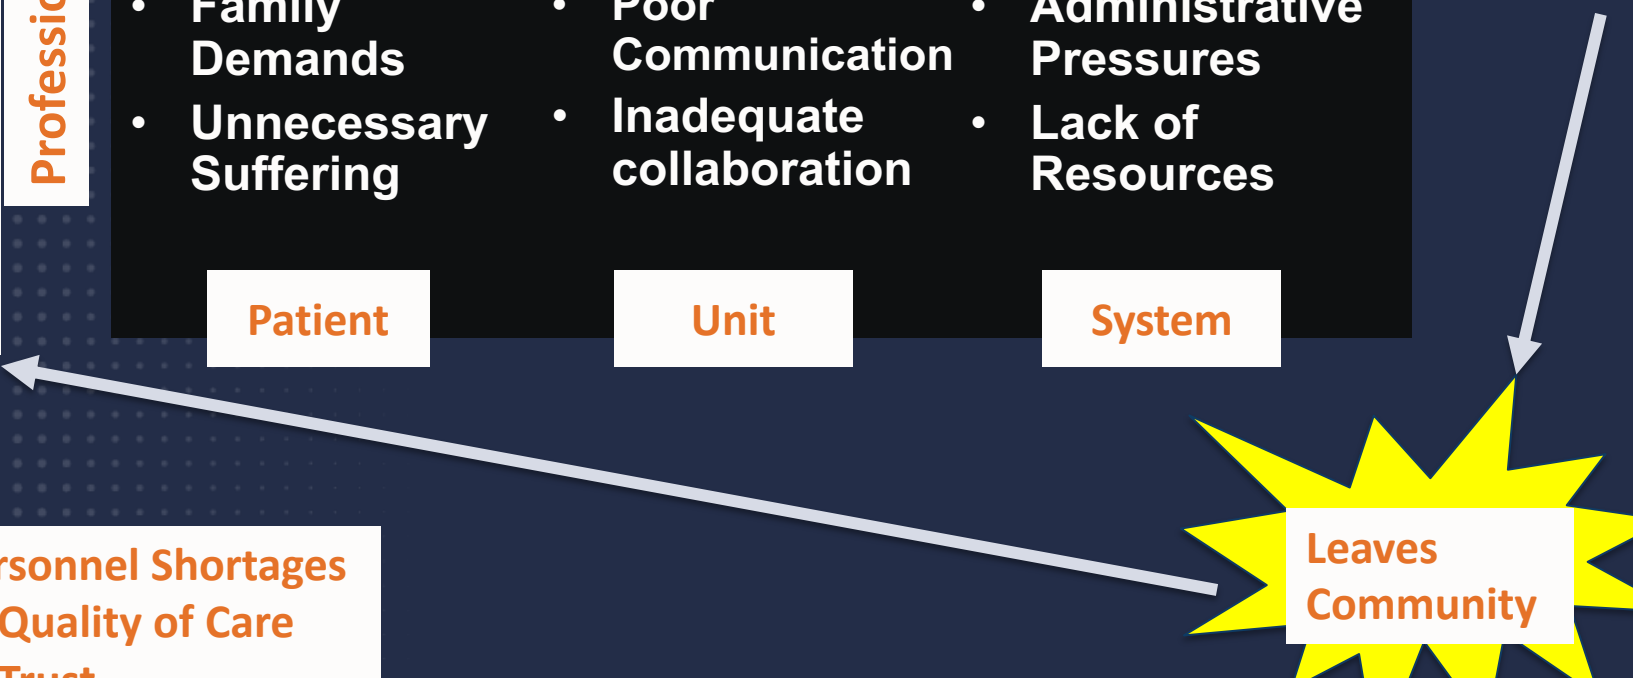 • Family
Demands
• Unnecessary
Suffering
• Poor
Communication
• Inadequate
collaboration
• Administrative
Pressures
• Lack of
Resources
Patient
Unit
System
Leaves
Community
Shortages
Quality of Care
Trust